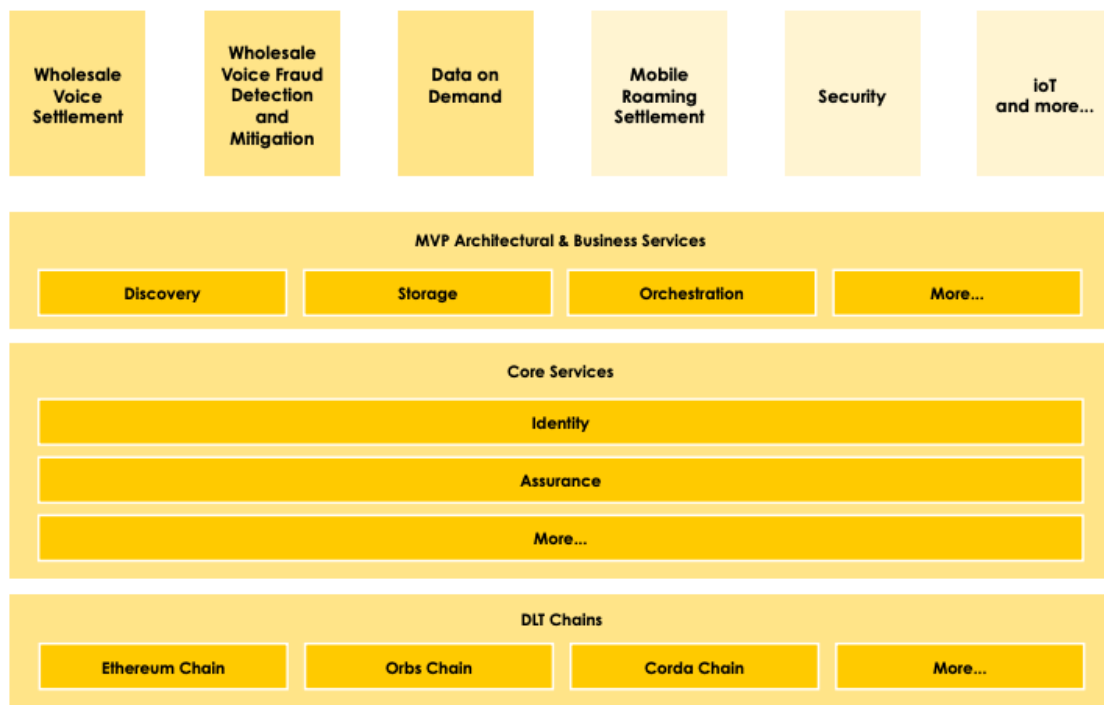 Wholesale
Voice
Settlement
Wholesale
Voice Fraud
Detection
and
Mitigation
Data on
Demand
Mobile
Roaming
Settlement
Security
ioT
and more...
MVP Architectural & Business Services
Discovery
Storage
Orchestration
More...
Core Services
Identity
Assurance
More...
DLT Chains
Ethereum Chain
Orbs Chain
Corda Chain
More...